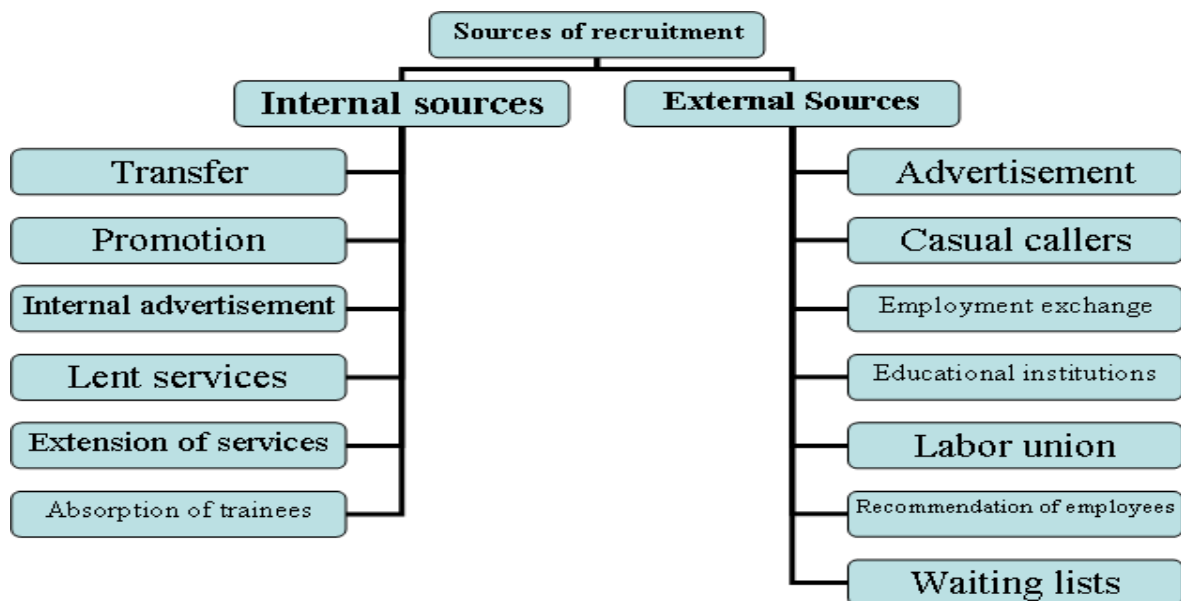 Sources of recruitment
Internal sources
External Sources
Transfer
Promotion
Internal advertisement
Lent services
Extension of services
Absorption of trainees
Advertisement
Casual callers
Employment exchange
Educational institutions
Labor union
Recommendation of employees
Waiting lists